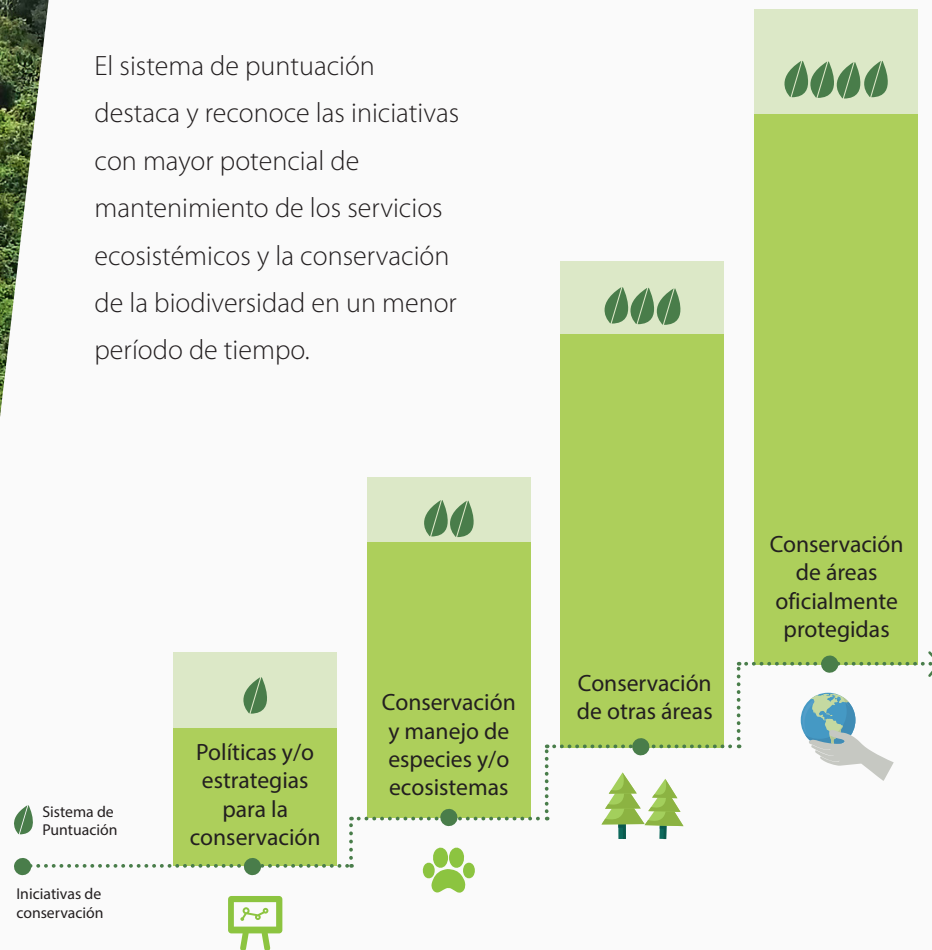 El sistema de puntuación
destaca y reconoce las iniciativas
con mayor potencial de
mantenimiento de los servicios
ecosistémicos y la conservación
de la biodiversidad en un menor
período de tiempo.
Políticas y/o
estrategias
para la
conservación
Conservación
y manejo de
especies y/o
ecosistemas
Conservación
de otras áreas
Conservación
de áreas
oficialmente
protegidas
Sistema de
Puntuación
Iniciativas de
conservación